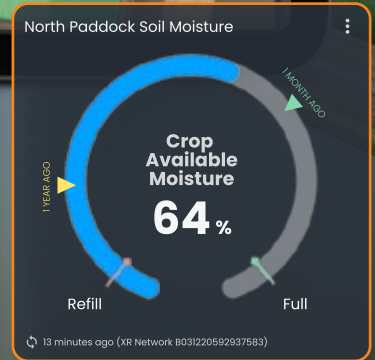 North Paddock Soil Moisture
1 MONTH AGO
Crop
Available
Moisture
1 YEAR AGO
64 %
Refill
Full
13 minutes ago (XR Network B031220592937583)